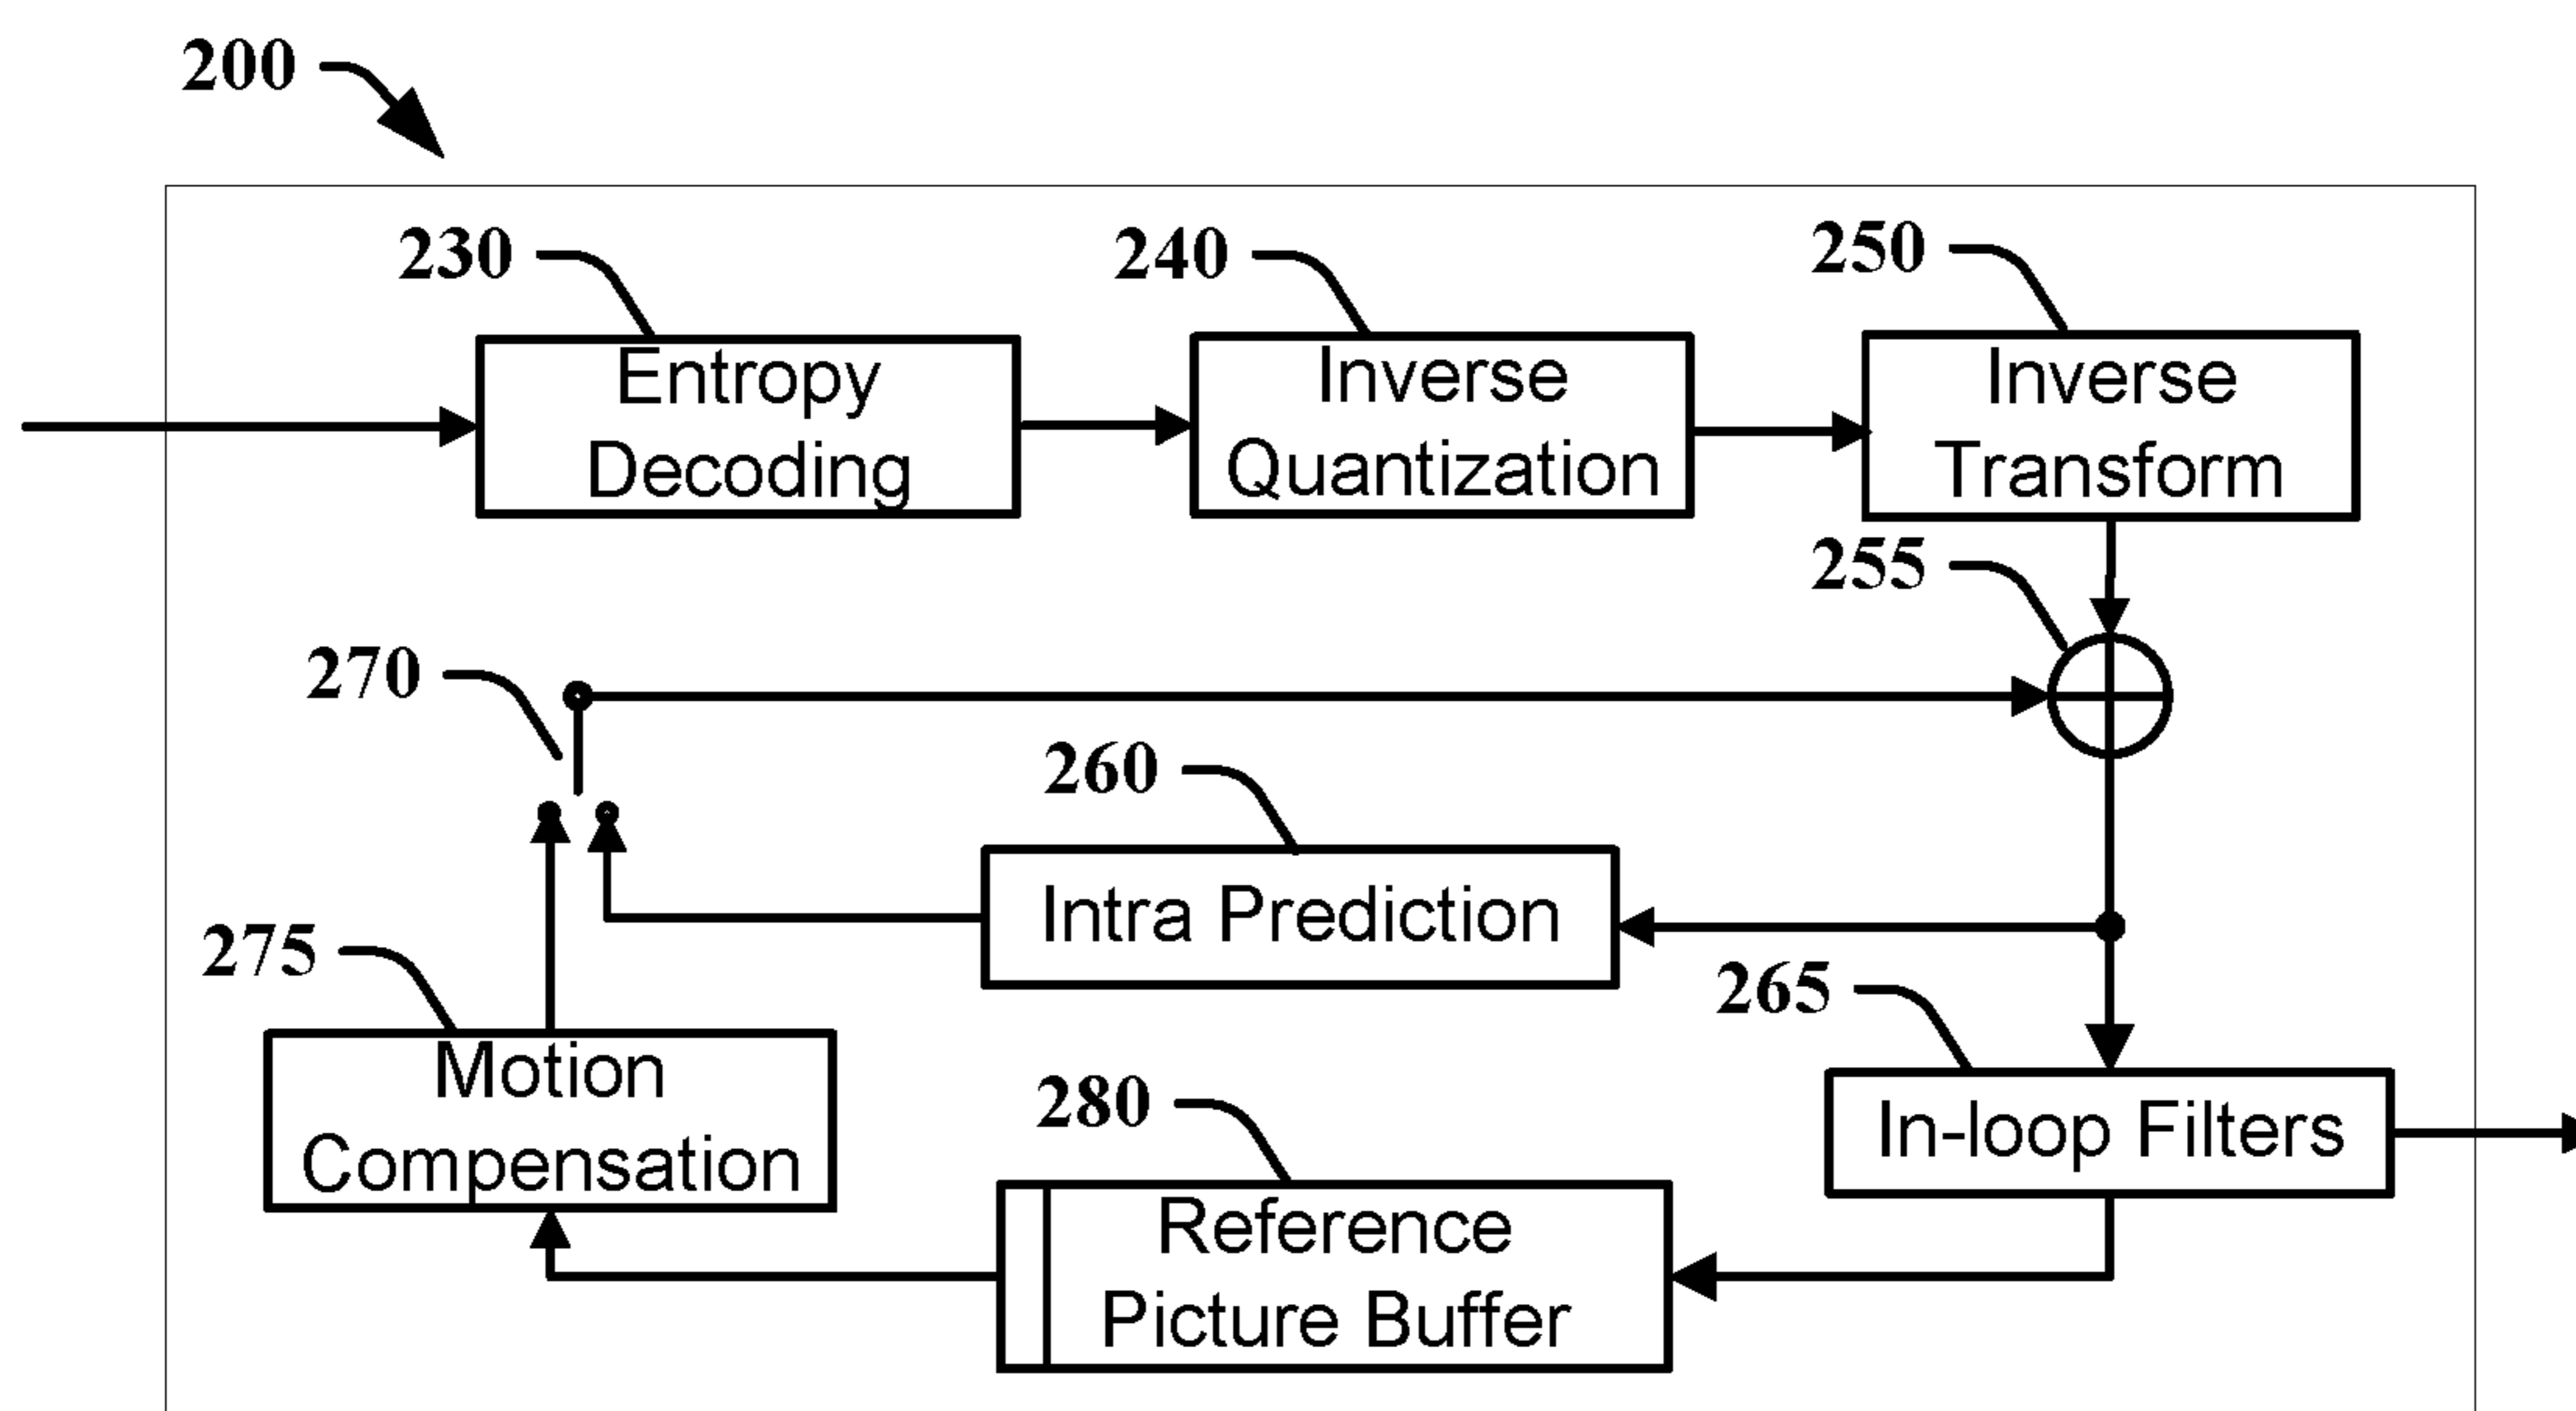 200
230
240
250
Entropy
Decoding
Inverse
Quantization
Inverse
Transform
255
270
260
Intra Prediction
275
265
Motion
Compensation
280
In-loop Filters
Reference
Picture Buffer